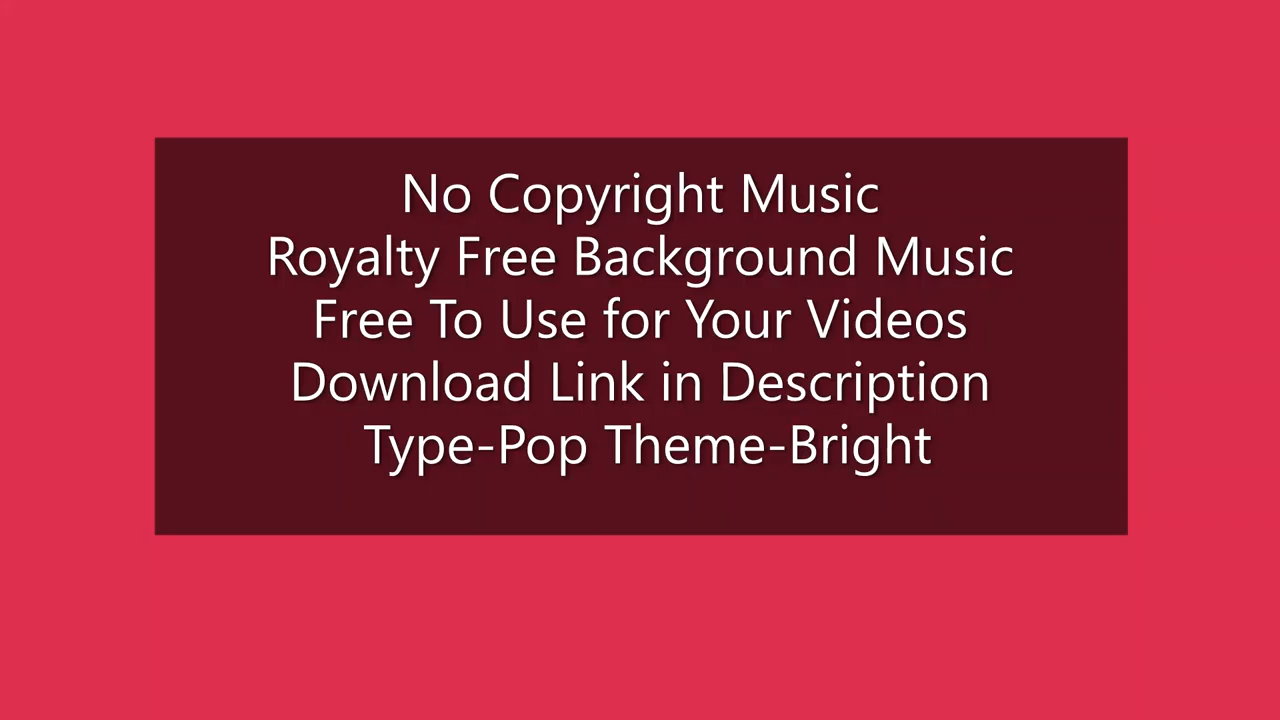 No Copyright Music
Royalty Free Background Music
Free To Use for Your Videos
Download Link in Description
Type-Pop Theme-Bright